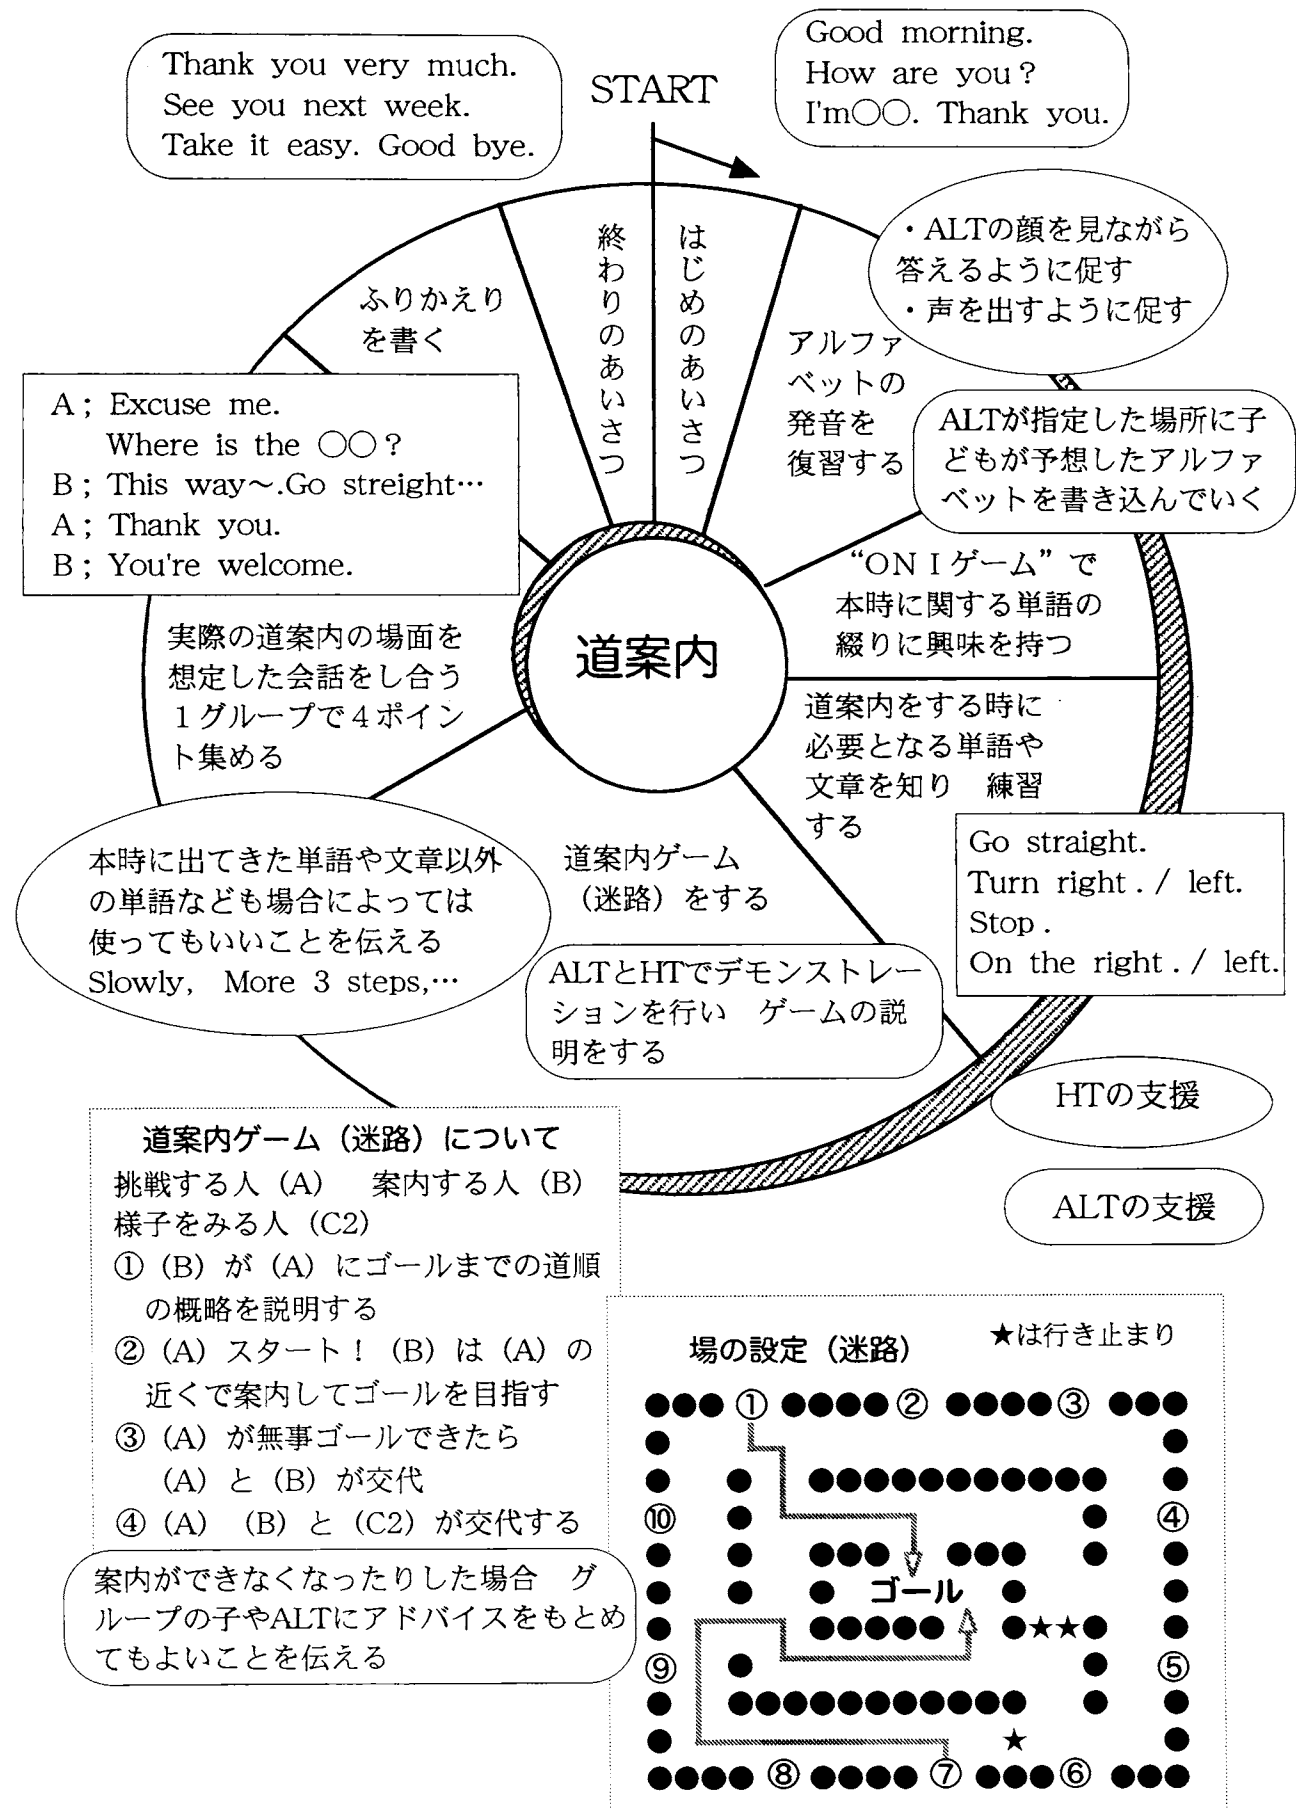 Thank you very much.
See you next week.
Take it easy. Good bye.
START
Good morning.
How are you?
I'm○○. Thank you.
はじめのあいさつ
・ALTの顔を見ながら
答えるように促す
・声を出すように促す
アルファ
ベットの
発音を
復習する
ALTが指定した場所に子
どもが予想したアルファ
ベットを書き込んでいく
“ONIゲーム”で
本時に関する単語の
綴りに興味を持つ
道案内をする時に
必要となる単語や
文章を知り　練習
する
Go straight.
Turn right. / left.
Stop.
On the right. / left.
道案内ゲーム
（迷路）をする
ALTとHTでデモンストレー
ションを行い　ゲームの説
明をする
実際の道案内の場面を
想定した会話をし合う
１グループで４ポイン
ト集める
本時に出てきた単語や文章以外
の単語なども場合によっては
使ってもいいことを伝える
Slowly, More 3 steps,…
A; Excuse me.
Where is the ○○?
B; This way～.Go streight…
A; Thank you.
B; You're welcome.
ふりかえり
を書く
終わりのあいさつ
道案内
HTの支援
ALTの支援
道案内ゲーム（迷路）について
挑戦する人（A）　案内する人（B）
様子をみる人（C2）
①（B）が（A）にゴールまでの道順
の概略を説明する
②（A）スタート！（B）は（A）の
近くで案内してゴールを目指す
③（A）が無事ゴールできたら
（A）と（B）が交代
④（A）（B）と（C2）が交代する
案内ができなくなったりした場合　グ
ループの子やALTにアドバイスをもとめ
てもよいことを伝える
場の設定（迷路）
★は行き止まり
●●●①●●●●②●●●●③●●●
⑩
④
ゴール
★★
⑨
⑤
★
●●●●⑧●●●●⑦●●●⑥●●●